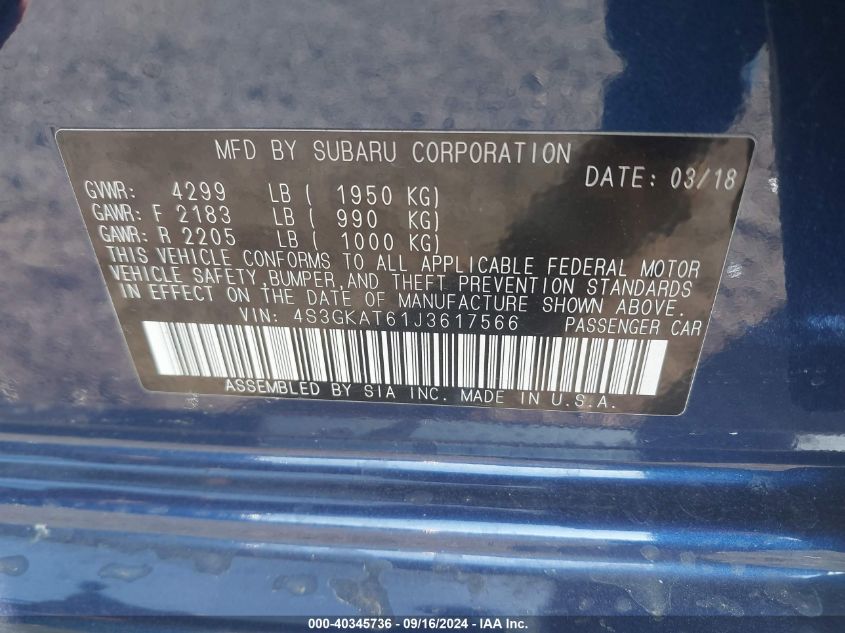 MFD BY SUBARU CORPORATION
DATE: 03/18
GVWR: 4299 LB ( 1950 KG)
GAWR: F 2183 LB ( 990 KG)
GAWR: R 2205 LB ( 1000 KG)
THIS VEHICLE CONFORMS TO ALL APPLICABLE FEDERAL MOTOR
VEHICLE SAFETY,BUMPER,AND THEFT PREVENTION STANDARDS
IN EFFECT ON THE DATE OF MANUFACTURE SHOWN ABOVE.
VIN: 4S3GKAT61J3617566 PASSENGER CAR
ASSEMBLED BY SIA INC. MADE IN U.S.A.
000-40345736 - 09/16/2024 - IAA Inc.